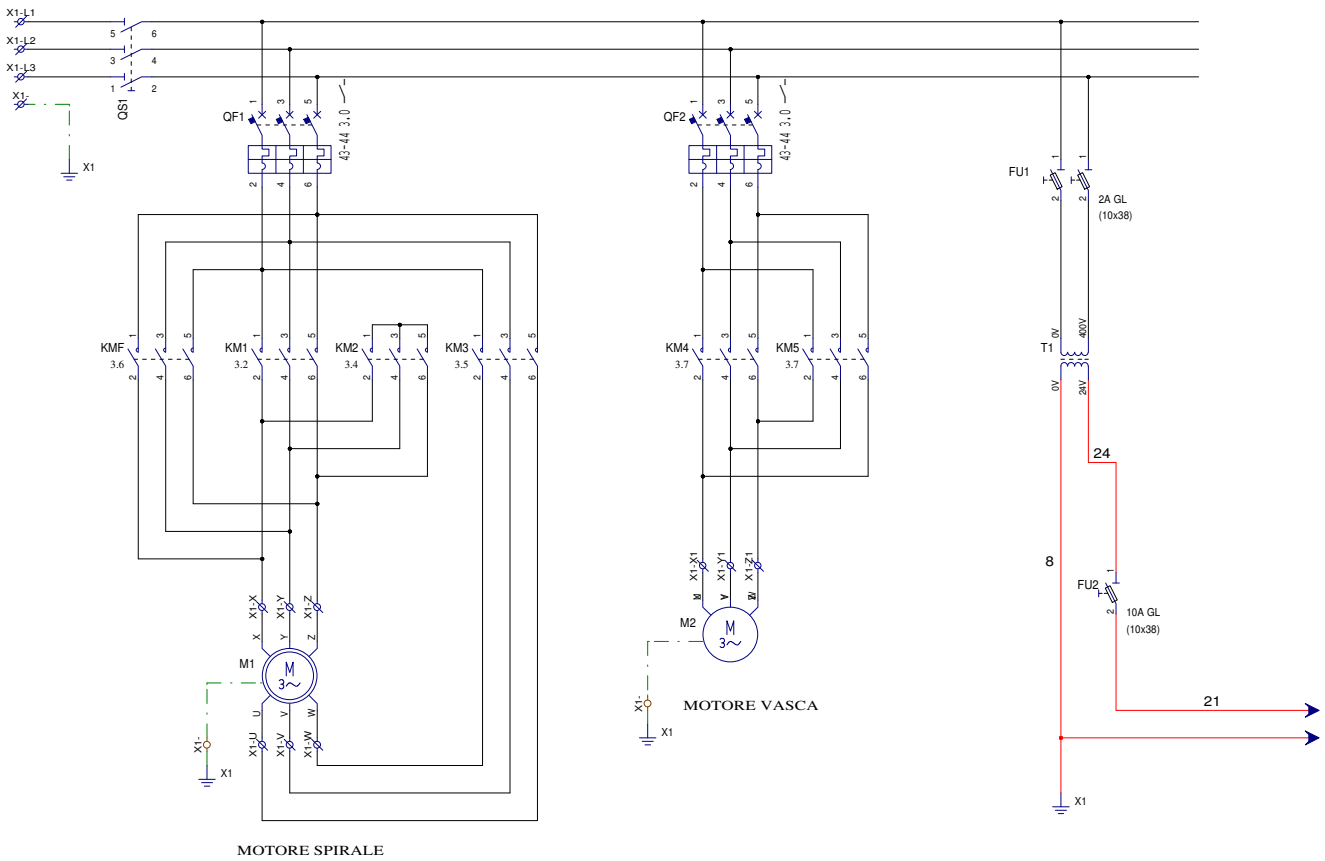 X1-L1
5 6
X1-L2
3 4
X1-L3
1 2
X1-
QS1
X1
QF1
1 3 5
43-44 3.0
2 4 6
QF2
1 3 5
43-44 3.0
2 4 6
FU1
1 1
2 2
2A GL
(10x38)
KMF
3.6
1 3 5
2 4 6
KM1
3.2
1 3 5
2 4 6
KM2
3.4
1 3 5
2 4 6
KM3
3.5
1 3 5
2 4 6
KM4
3.7
1 3 5
2 4 6
KM5
3.7
1 3 5
2 4 6
T1
0V 400V
0V 24V
24
8
FU2
1
2
10A GL
(10x38)
21
X1
X1-X X1-Y X1-Z
X Y Z
M1
M
3~
U V W
X1-U X1-V X1-W
X1-
X1
MOTORE SPIRALE
X1-X1 X1-Y1 X1-Z1
M2
M
3~
X1-
X1
MOTORE VASCA